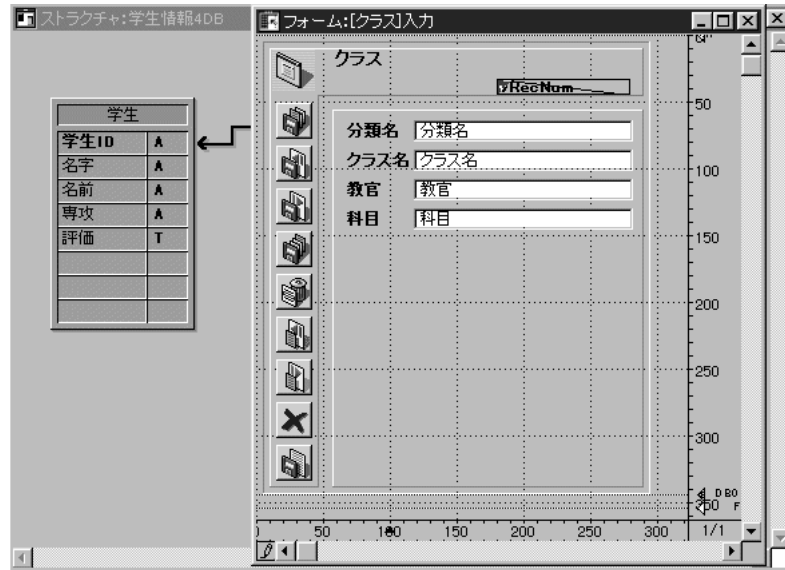 ストラクチャ:学生情報4DB
学生
学生ID A
名字 A
名前 A
専攻 A
評価 T
フォーム:[クラス]入力
クラス
vRecNum
分類名 分類名
クラス名 クラス名
教官 教官
科目 科目
50
100
150
200
250
300
350
D B0
F
50 100 150 200 250 300 1/1